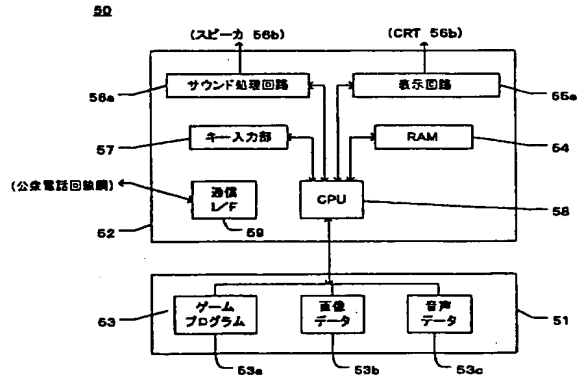 50
(スピーカ 56b)
(CRT 56b)
サウンド処理回路
表示回路
56a
55a
キー入力部
RAM
57
54
(公衆電話回線網)
通信
I/F
CPU
58
52
59
ゲーム
プログラム
画像
データ
音声
データ
53
51
53a
53b
53c